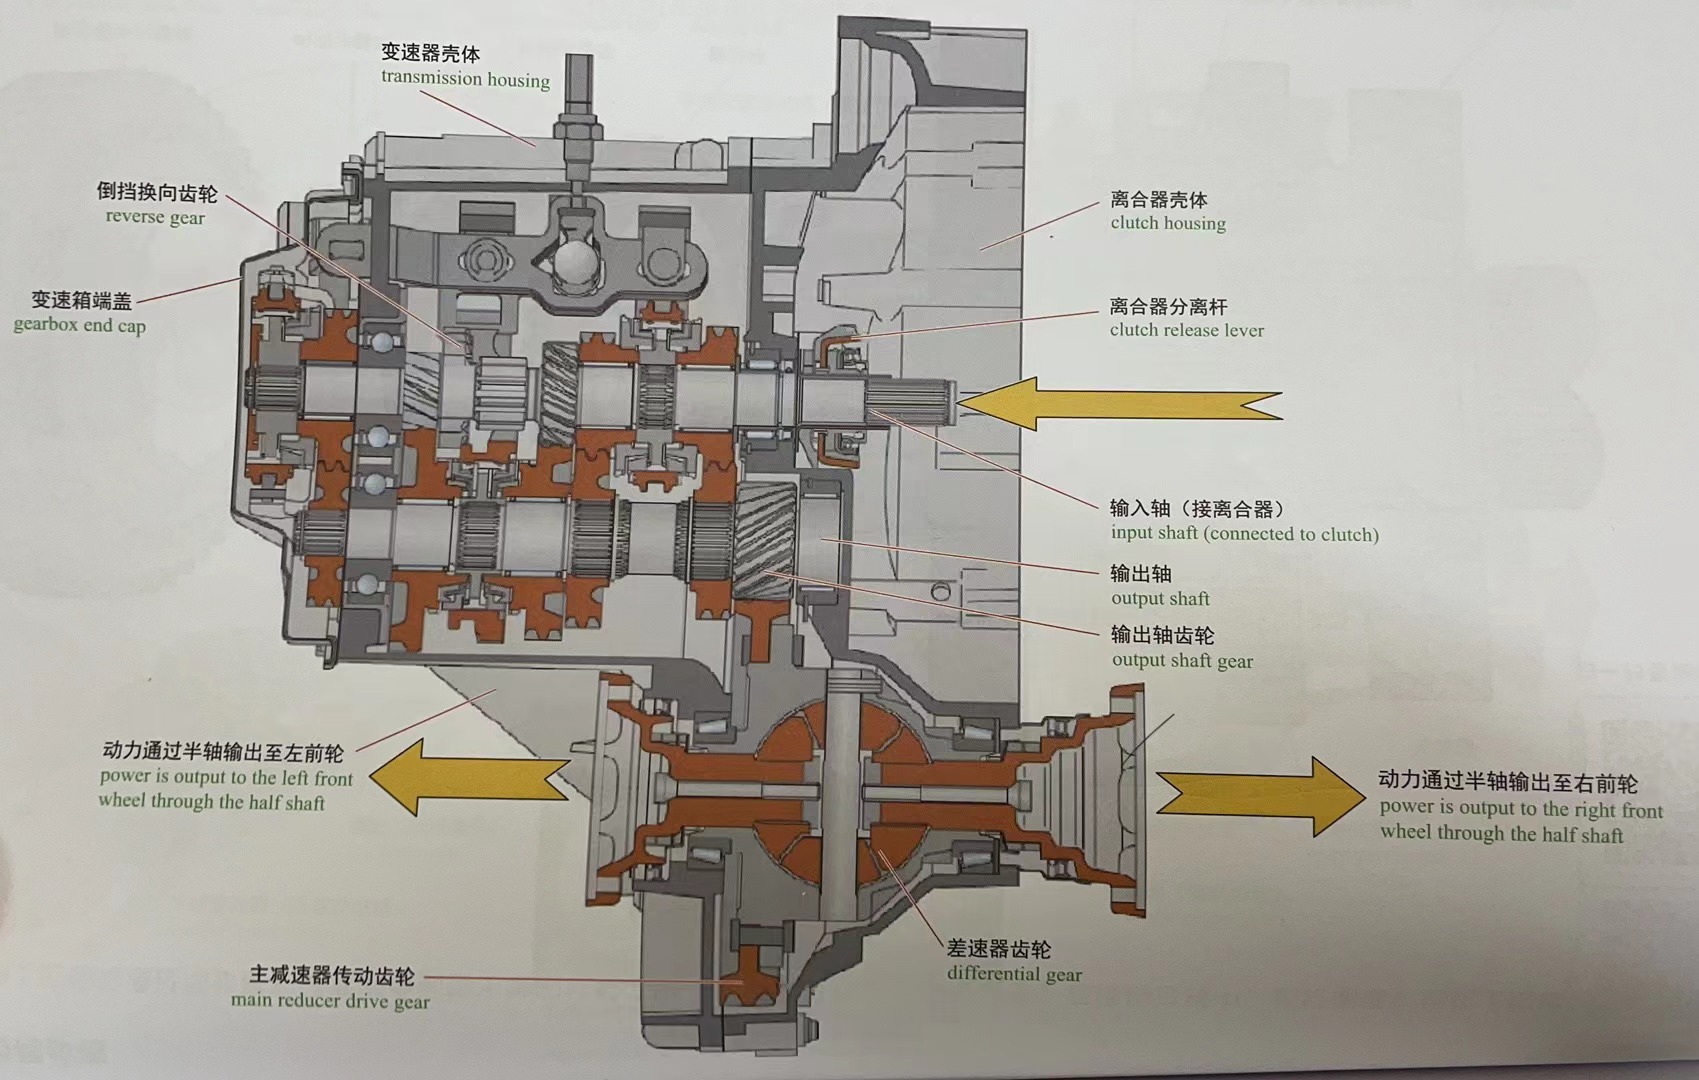 变速器壳体
transmission housing
倒挡换向齿轮
reverse gear
离合器壳体
clutch housing
变速箱端盖
gearbox end cap
离合器分离杆
clutch release lever
输入轴（接离合器）
input shaft (connected to clutch)
输出轴
output shaft
输出轴齿轮
output shaft gear
动力通过半轴输出至左前轮
power is output to the left front
wheel through the half shaft
动力通过半轴输出至右前轮
power is output to the right front
wheel through the half shaft
差速器齿轮
differential gear
主减速器传动齿轮
main reducer drive gear